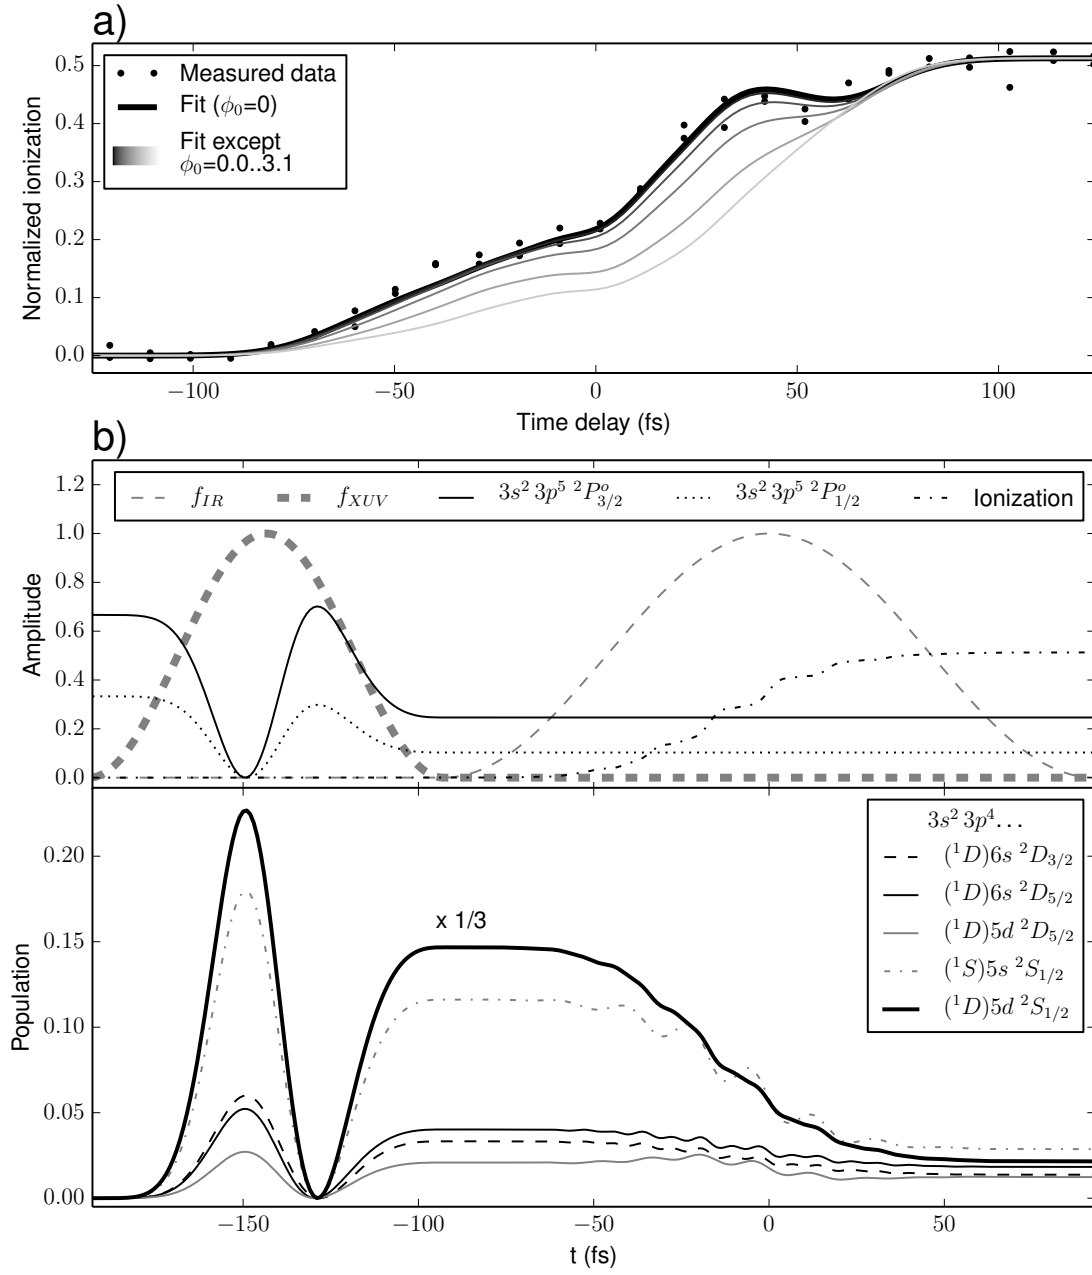 a)
0.5
0.4
0.3
0.2
0.1
0.0
Normalized ionization
Measured data
Fit (ϕ₀=0)
Fit except
ϕ₀=0.0..3.1
−100
−50
0
50
100
Time delay (fs)
b)
1.2
1.0
0.8
0.6
0.4
0.2
0.0
Amplitude
f_IR
f_XUV
3s² 3p⁵ ²P°₃/₂
3s² 3p⁵ ²P°₁/₂
Ionization
0.20
0.15
0.10
0.05
0.00
Population
x 1/3
3s² 3p⁴...
(¹D)6s ²D₃/₂
(¹D)6s ²D₅/₂
(¹D)5d ²D₅/₂
(¹S)5s ²S₁/₂
(¹D)5d ²S₁/₂
−150
−100
−50
0
50
t (fs)